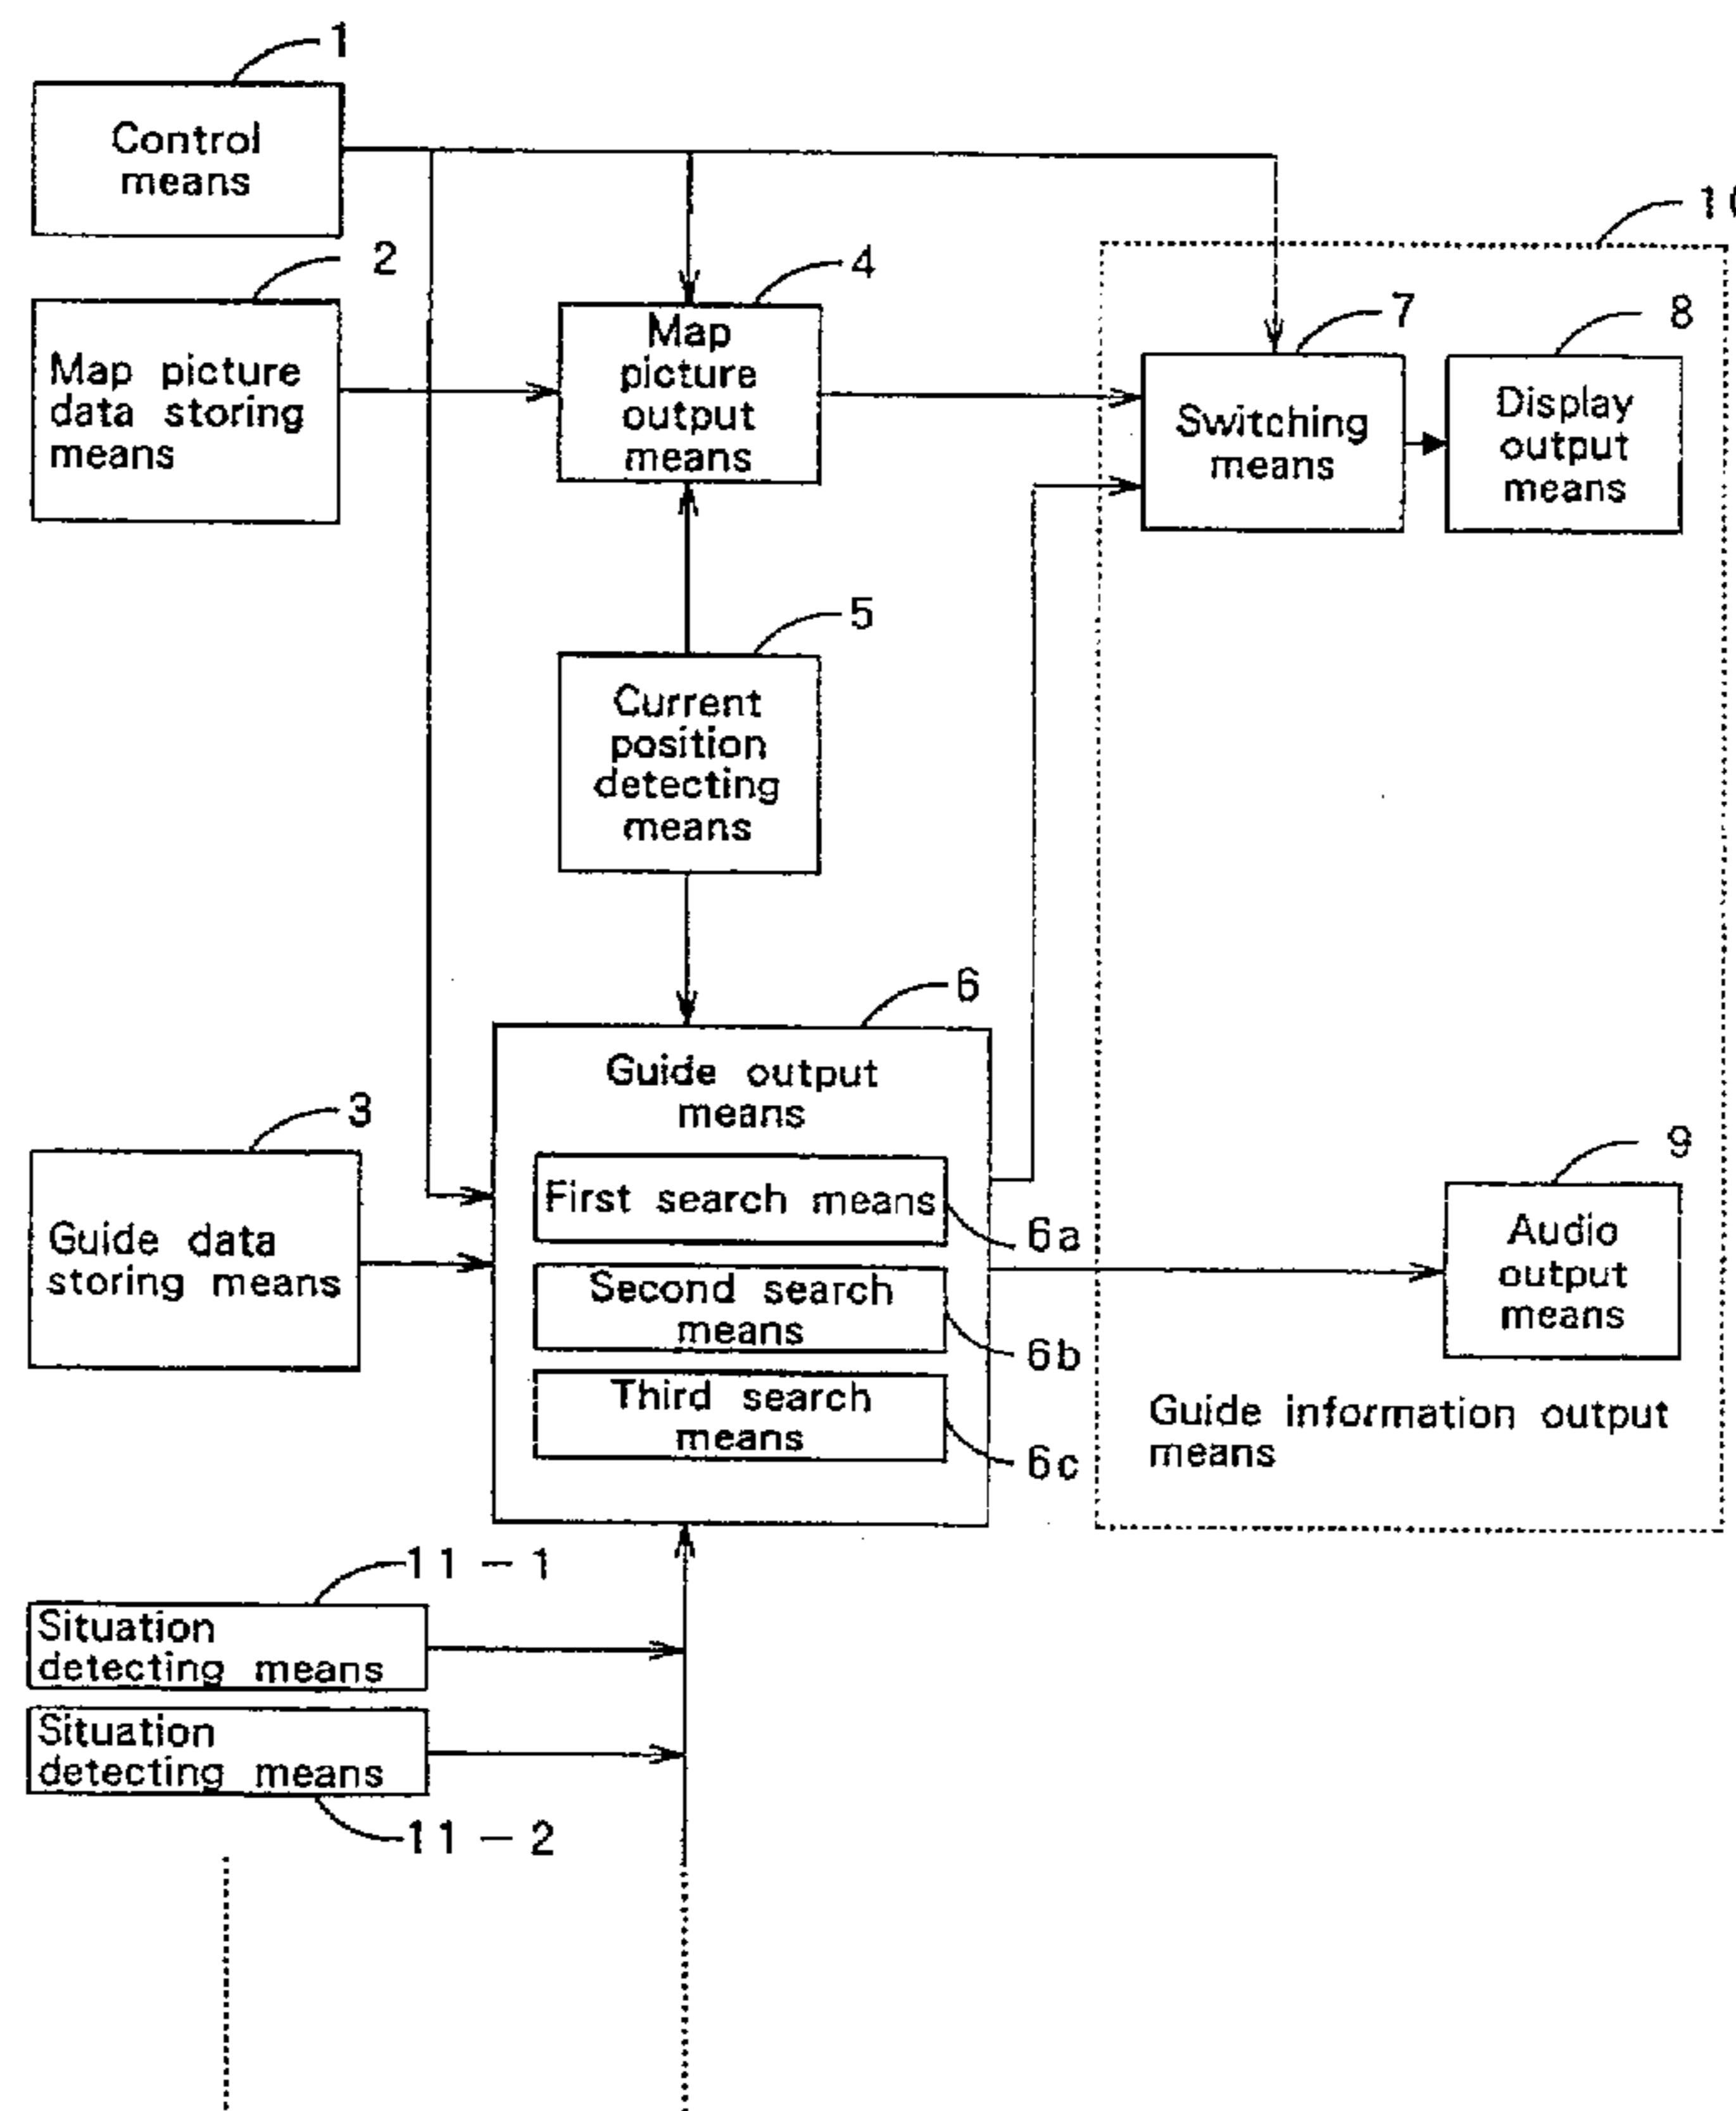 1
Control
means
2
Map picture
data storing
means
4
Map
picture
output
means
10
7
Switching
means
8
Display
output
means
5
Current
position
detecting
means
6
Guide output
means
First search means
6a
Second search
means
6b
Third search
means
6c
3
Guide data
storing means
9
Audio
output
means
Guide information output
means
11-1
Situation
detecting means
Situation
detecting means
11-2